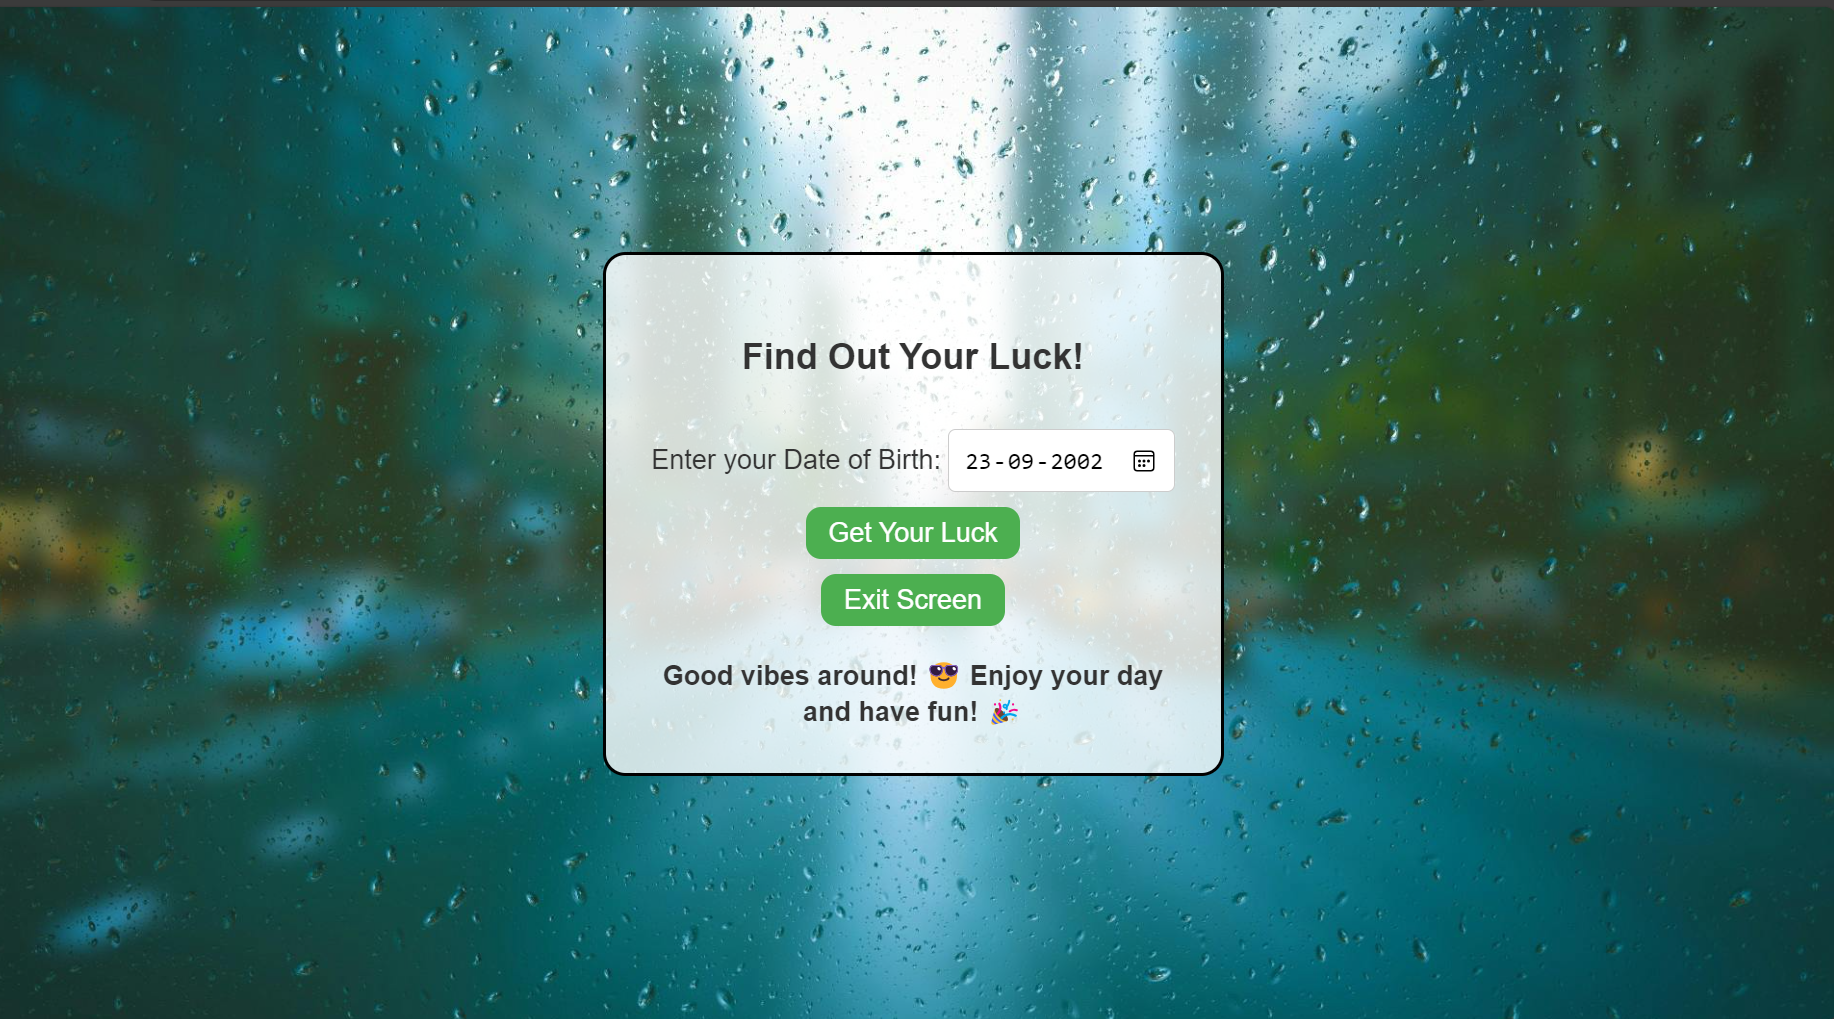 Find Out Your Luck!
Enter your Date of Birth: 23-09-2002
Get Your Luck
Exit Screen
Good vibes around! 😎 Enjoy your day
and have fun! 🎉